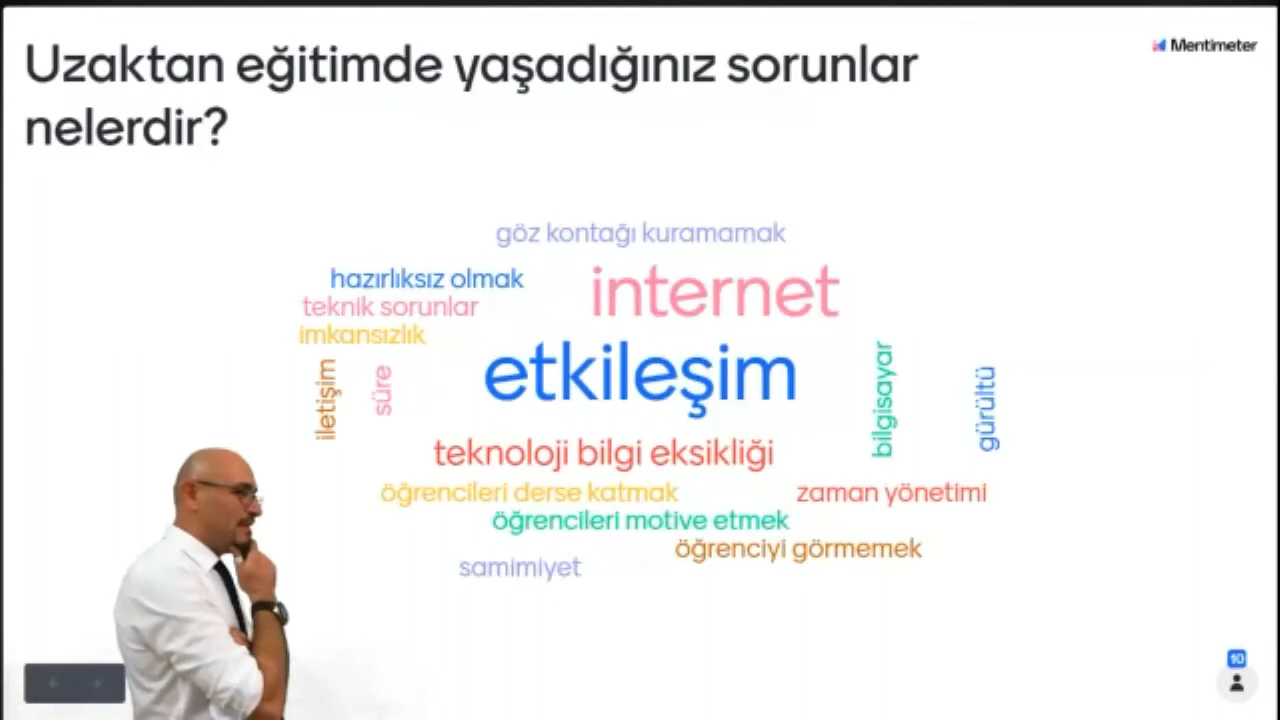 Uzaktan eğitimde yaşadığınız sorunlar
nelerdir?
Mentimeter
göz kontağı kuramamak
hazırlıksız olmak
internet
teknik sorunlar
imkansızlık
etkileşim
iletişim
süre
bilgisayar
gürültü
teknoloji bilgi eksikliği
öğrencileri derse katmak
zaman yönetimi
öğrencileri motive etmek
öğrenciyi görmemek
samimiyet
10